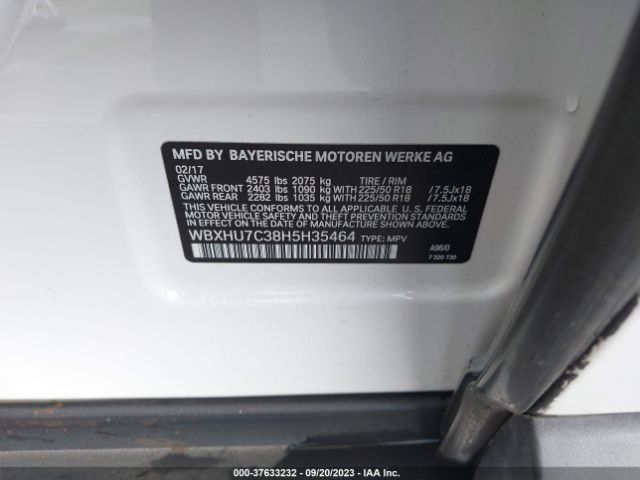 MFD BY BAYERISCHE MOTOREN WERKE AG
02/17
GVWR 4575 lbs 2075 kg TIRE / RIM
GAWR FRONT 2403 lbs 1090 kg WITH 225/50 R18 /7.5Jx18
GAWR REAR 2282 lbs 1035 kg WITH 225/50 R18 /7.5Jx18
THIS VEHICLE CONFORMS TO ALL APPLICABLE U. S. FEDERAL
MOTOR VEHICLE SAFETY, BUMPER, AND THEFT PREVENTION STANDARDS
IN EFFECT ON THE DATE OF MANUFACTURE SHOWN ABOVE.
WBXHU7C38H5H35464 TYPE: MPV
A96/0
7 320 730
000-37633232 - 09/20/2023 - IAA Inc.